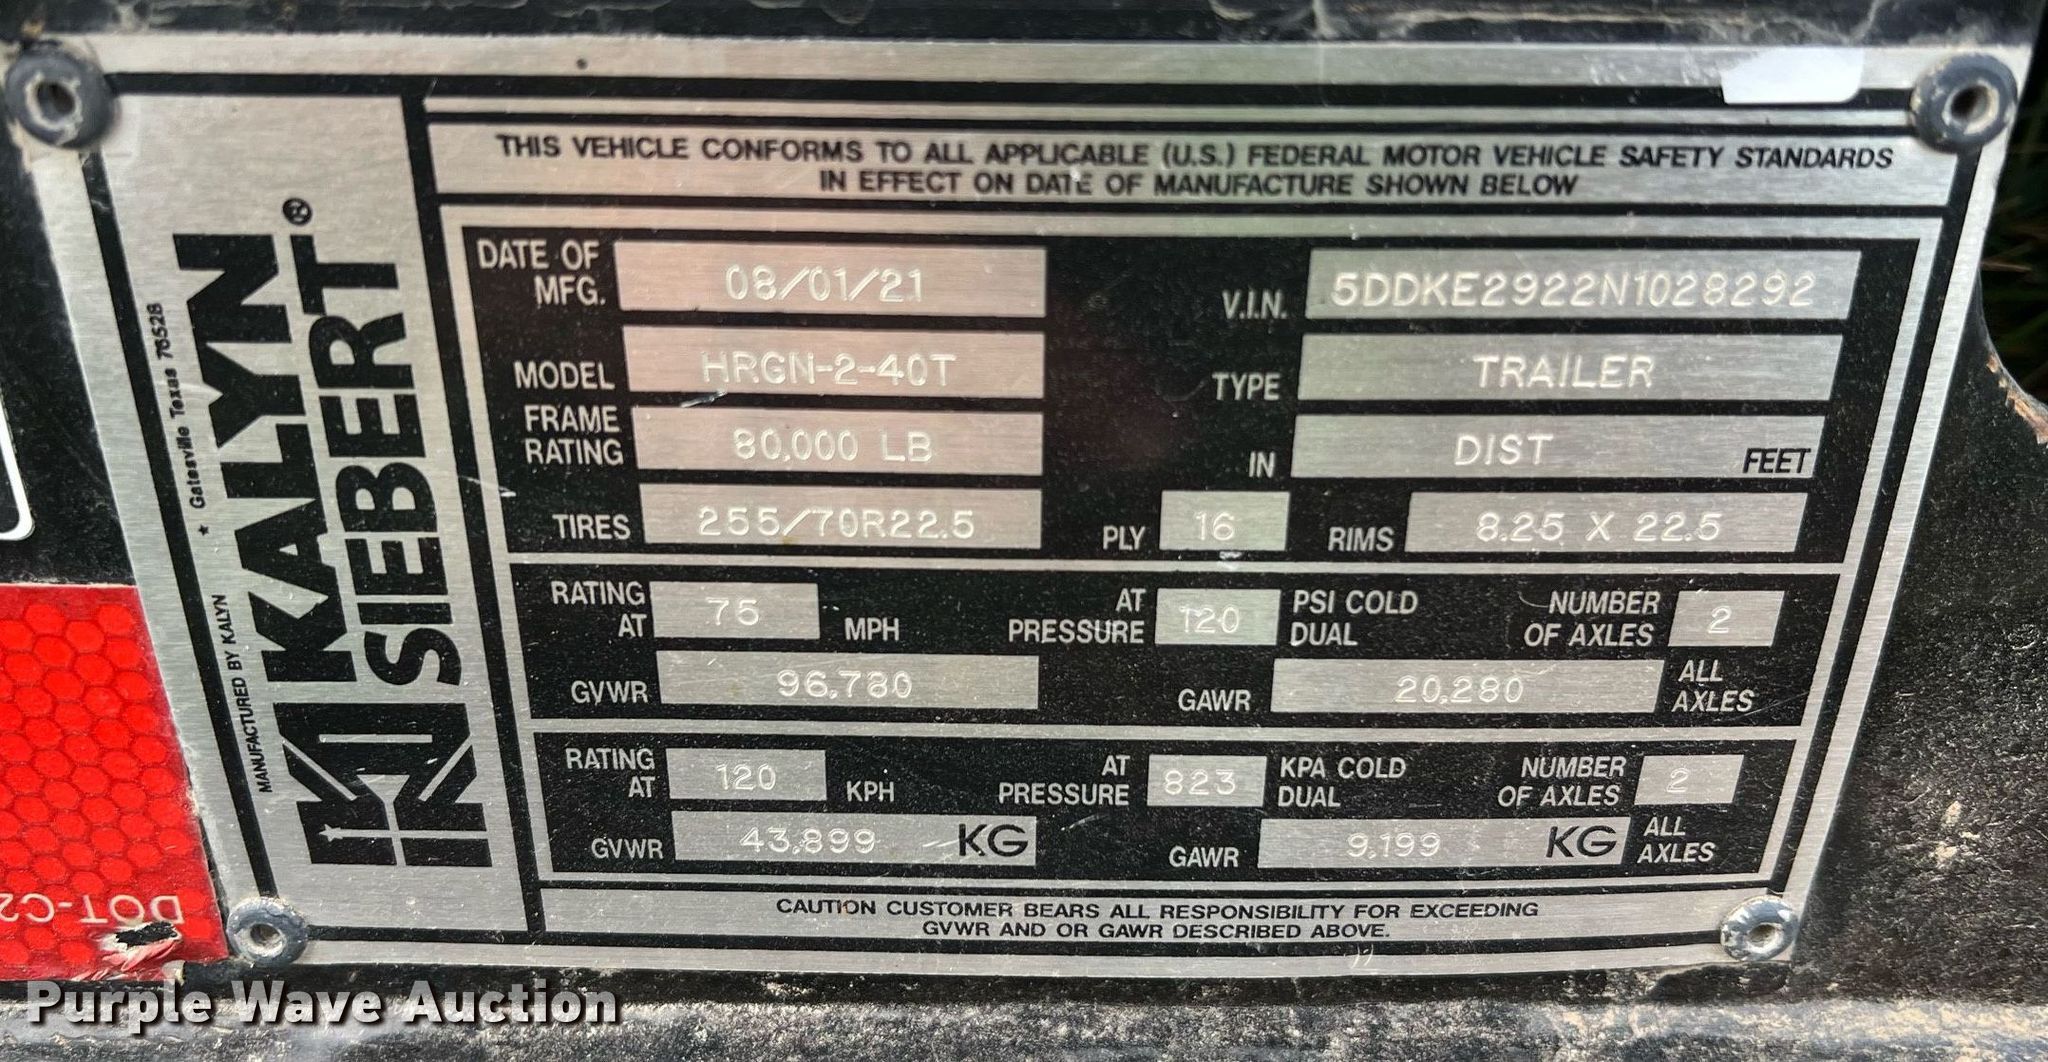 THIS VEHICLE CONFORMS TO ALL APPLICABLE (U.S.) FEDERAL MOTOR VEHICLE SAFETY STANDARDS
IN EFFECT ON DATE OF MANUFACTURE SHOWN BELOW
MANUFACTURED BY KALYN ★ Gatesville Texas 76528
KALYN
SIEBERT®
DATE OF MFG. 08/01/21 V.I.N. 5DDKE2922N1028292
MODEL HRGN-2-40T TYPE TRAILER
FRAME RATING 80,000 LB IN DIST FEET
TIRES 255/70R22.5 PLY 16 RIMS 8.25 X 22.5
RATING AT 75 MPH AT PRESSURE 120 PSI COLD DUAL NUMBER OF AXLES 2
GVWR 96,780 GAWR 20,280 ALL AXLES
RATING AT 120 KPH AT PRESSURE 823 KPA COLD DUAL NUMBER OF AXLES 2
GVWR 43,899 KG GAWR 9,199 KG ALL AXLES
CAUTION CUSTOMER BEARS ALL RESPONSIBILITY FOR EXCEEDING
GVWR AND OR GAWR DESCRIBED ABOVE.
DOT-C2
Purple Wave Auction